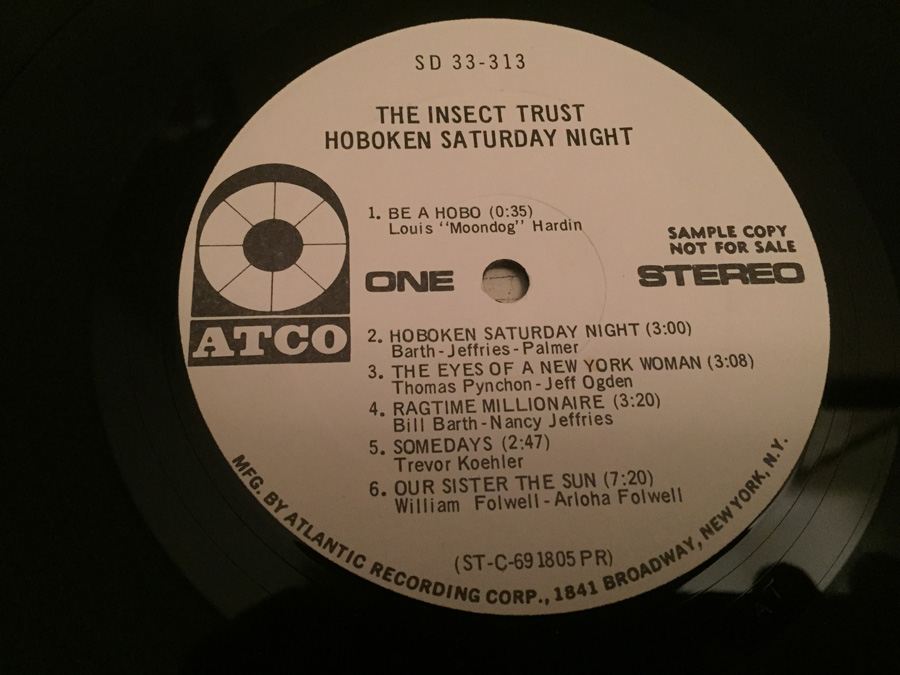 SD 33-313
THE INSECT TRUST
HOBOKEN SATURDAY NIGHT
1. BE A HOBO (0:35)
Louis "Moondog" Hardin
SAMPLE COPY
NOT FOR SALE
ONE
STEREO
ATCO
2. HOBOKEN SATURDAY NIGHT (3:00)
Barth-Jeffries-Palmer
3. THE EYES OF A NEW YORK WOMAN (3:08)
Thomas Pynchon-Jeff Ogden
4. RAGTIME MILLIONAIRE (3:20)
Bill Barth-Nancy Jeffries
5. SOMEDAYS (2:47)
Trevor Koehler
6. OUR SISTER THE SUN (7:20)
William Folwell-Arloha Folwell
(ST-C-691805 PR)
MFG. BY ATLANTIC RECORDING CORP., 1841 BROADWAY, NEW YORK, N.Y.